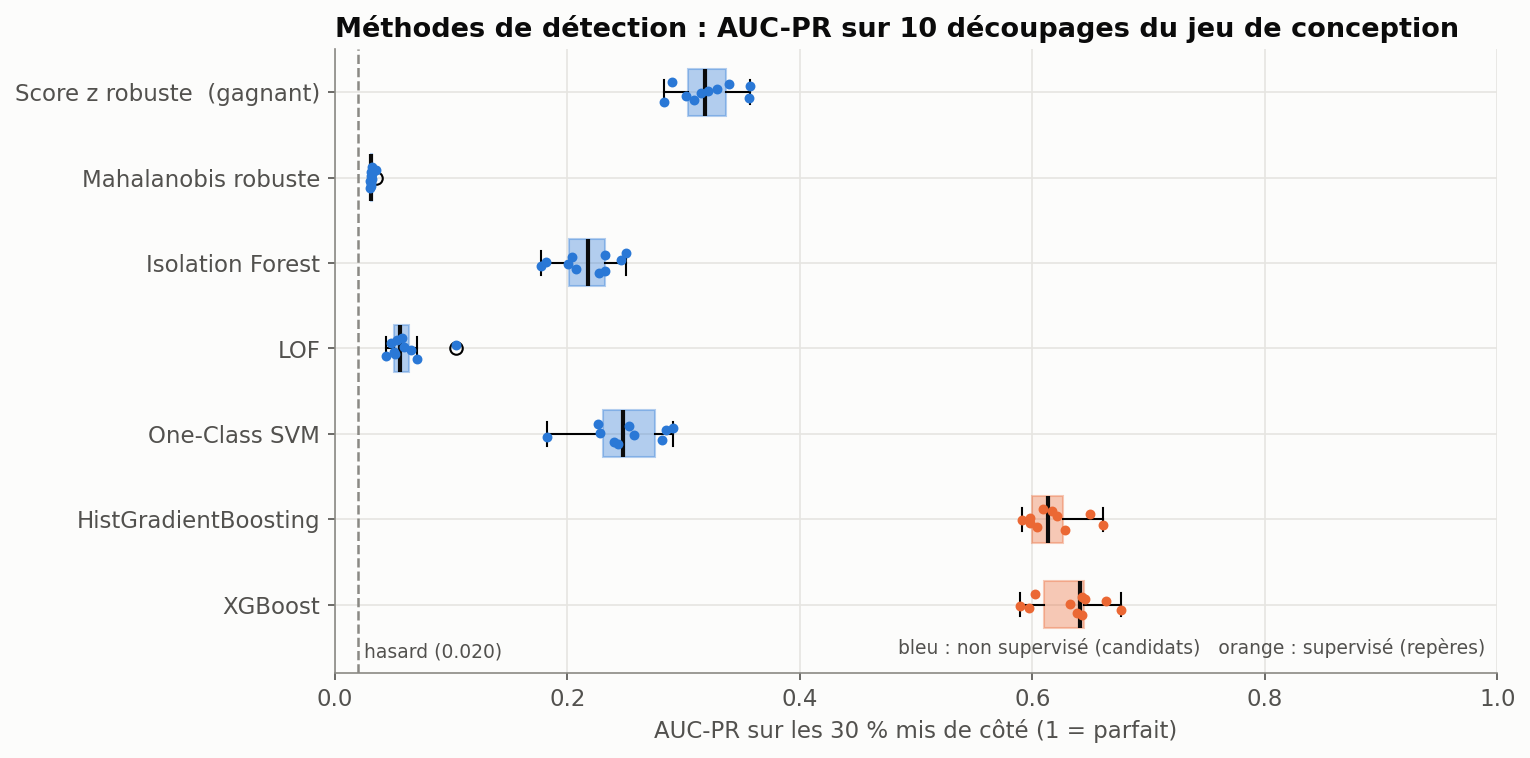 Méthodes de détection : AUC-PR sur 10 découpages du jeu de conception
Score z robuste  (gagnant)
Mahalanobis robuste
Isolation Forest
LOF
One-Class SVM
HistGradientBoosting
XGBoost
hasard (0.020)
bleu : non supervisé (candidats)   orange : supervisé (repères)
0.0 0.2 0.4 0.6 0.8 1.0
AUC-PR sur les 30 % mis de côté (1 = parfait)